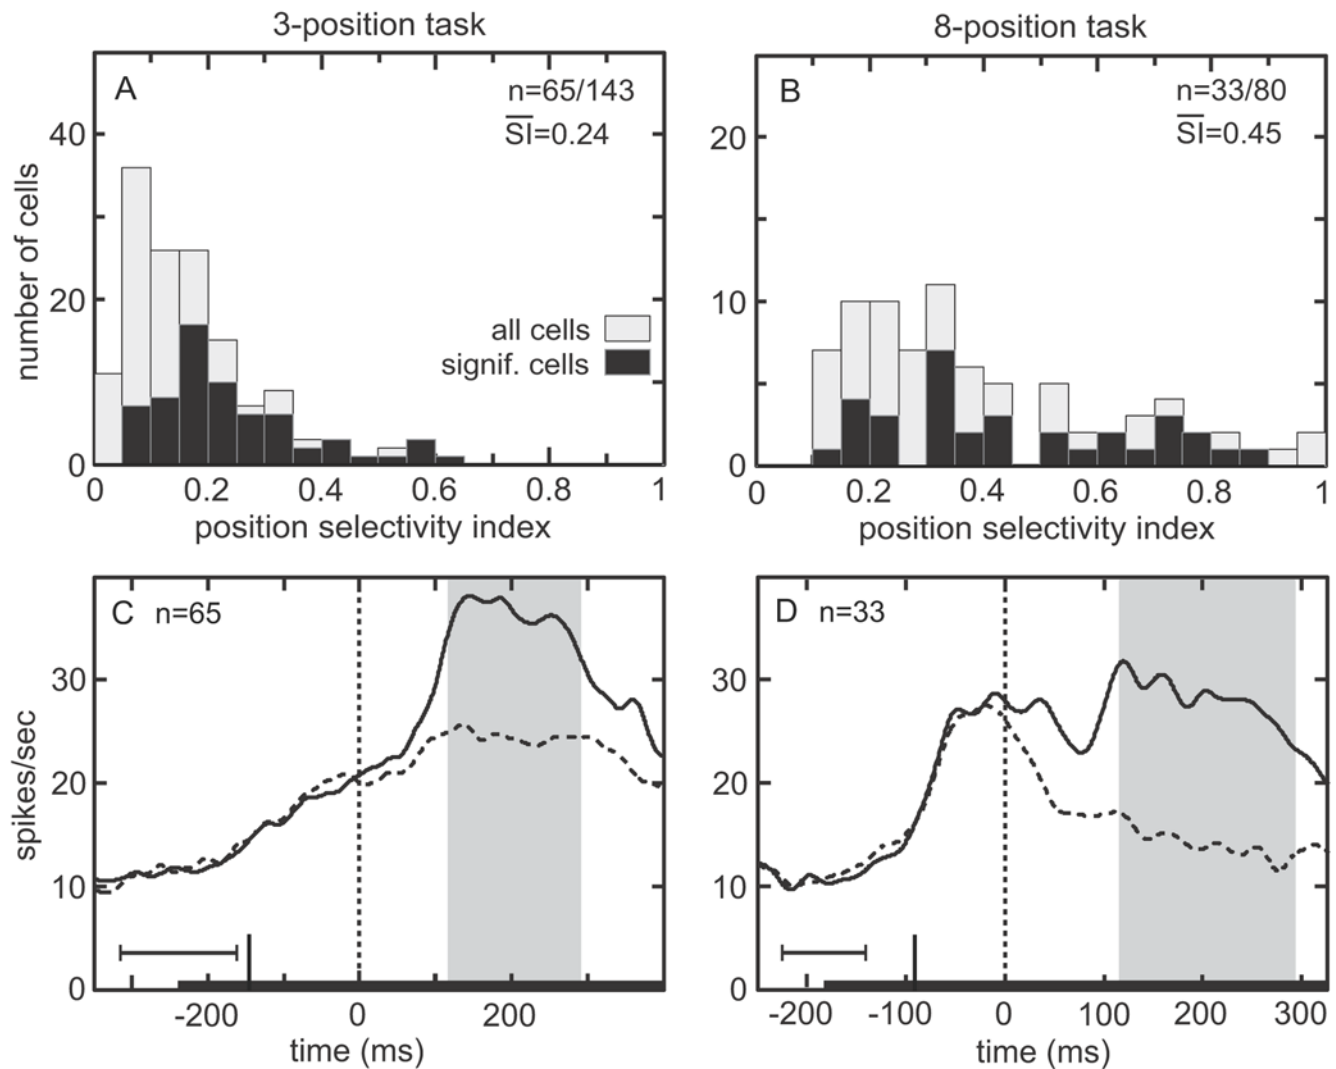 3-position task
8-position task
A
n=65/143
SI=0.24
number of cells
40
20
0
all cells
signif. cells
0 0.2 0.4 0.6 0.8 1
position selectivity index
B
n=33/80
SI=0.45
20
10
0
0 0.2 0.4 0.6 0.8 1
position selectivity index
C n=65
spikes/sec
30
20
10
0
-200 0 200
time (ms)
D n=33
30
20
10
0
-200 -100 0 100 200 300
time (ms)